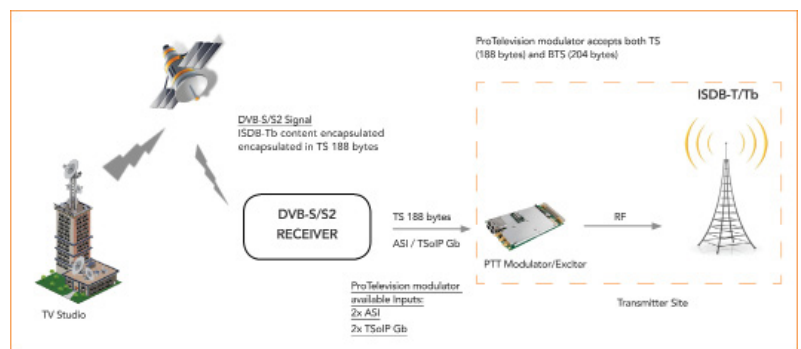 ProTelevision modulator accepts both TS
(188 bytes) and BTS (204 bytes)
ISDB-T/Tb
DVB-S/S2 Signal
ISDB-Tb content encapsulated
encapsulated in TS 188 bytes
DVB-S/S2
RECEIVER
TS 188 bytes
ASI / TSoIP Gb
RF
PTT Modulator/Exciter
ProTelevision modulator
available Inputs:
2x ASI
2x TSoIP Gb
Transmitter Site
TV Studio